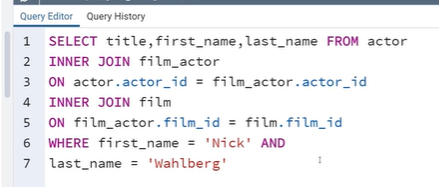 Query Editor Query History
1 SELECT title,first_name,last_name FROM actor
2 INNER JOIN film_actor
3 ON actor.actor_id = film_actor.actor_id
4 INNER JOIN film
5 ON film_actor.film_id = film.film_id
6 WHERE first_name = 'Nick' AND
7 last_name = 'Wahlberg'